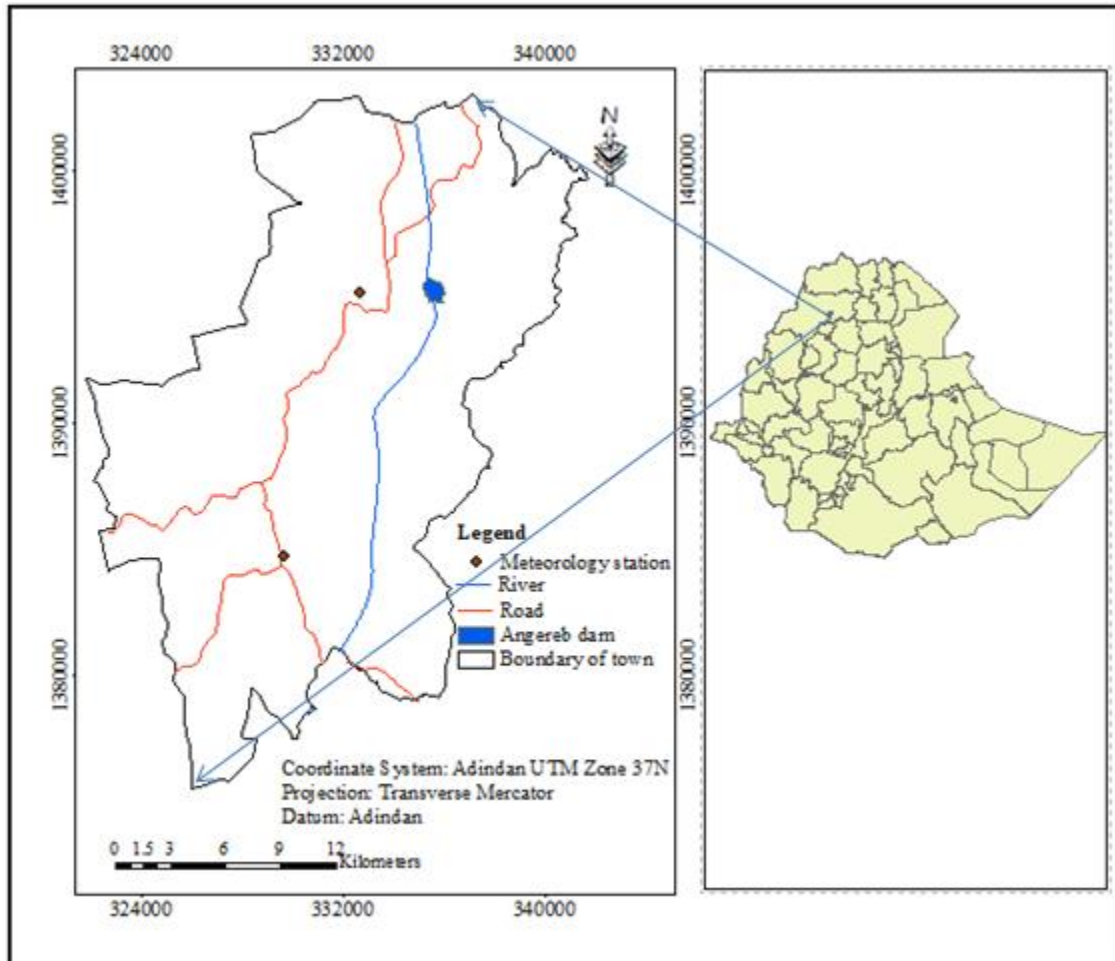 324000 332000 340000
N
1400000 1400000
1390000 1390000
Legend
Meteorology station
River
Road
Angereb dam
Boundary of town
1380000 1380000
Coordinate System: Adindan UTM Zone 37N
Projection: Transverse Mercator
Datum: Adindan
0 1.5 3 6 9 12
Kilometers
324000 332000 340000